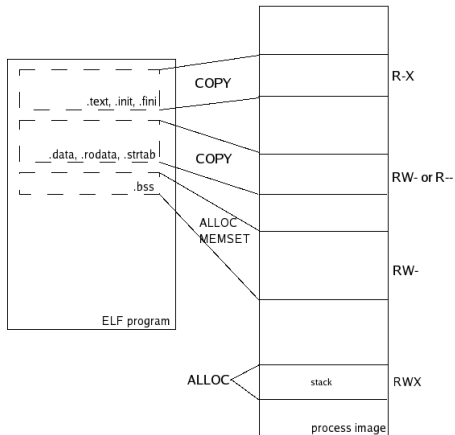 COPY
R-X
.text, .init, .fini
.data, .rodata, .strtab
COPY
RW- or R--
.bss
ALLOC
MEMSET
RW-
ELF program
ALLOC
stack
RWX
process image